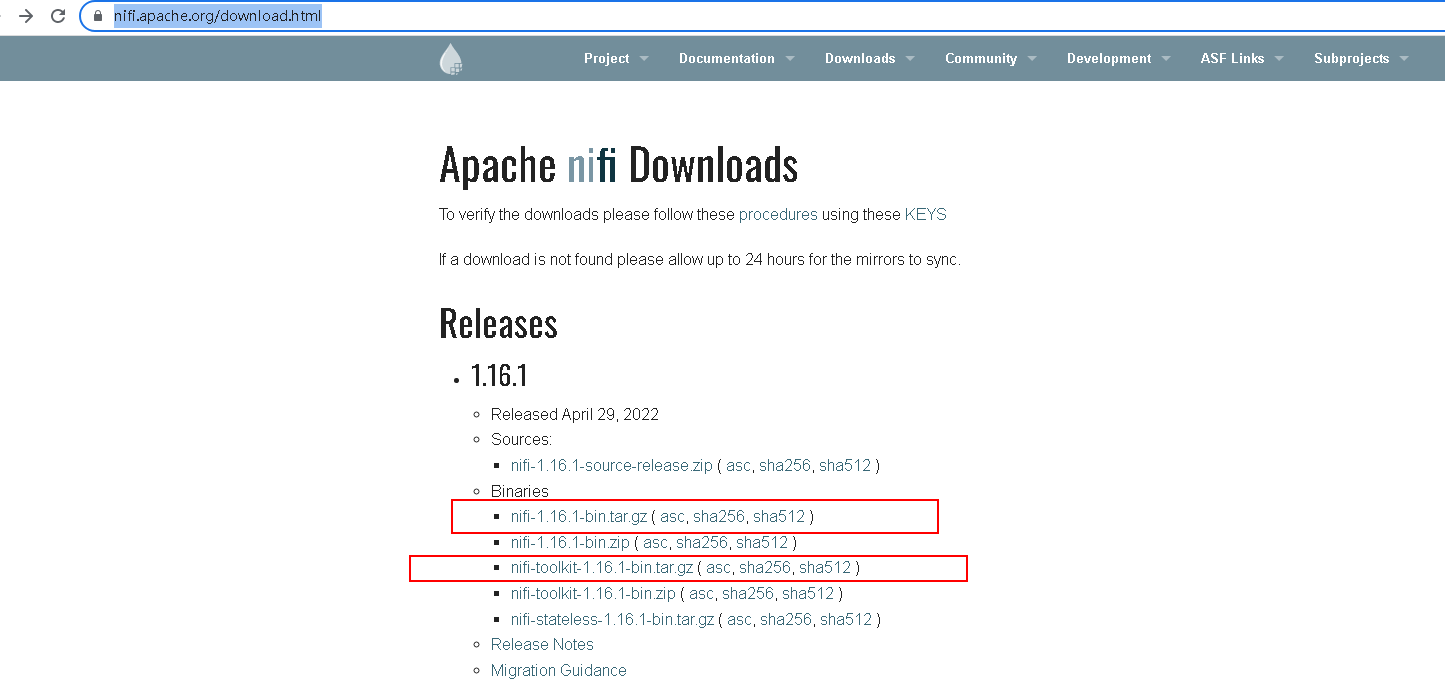 nifi.apache.org/download.html
Project Documentation Downloads Community Development ASF Links Subprojects
Apache nifi Downloads
To verify the downloads please follow these procedures using these KEYS
If a download is not found please allow up to 24 hours for the mirrors to sync.
Releases
1.16.1
Released April 29, 2022
Sources:
nifi-1.16.1-source-release.zip ( asc, sha256, sha512 )
Binaries
nifi-1.16.1-bin.tar.gz ( asc, sha256, sha512 )
nifi-1.16.1-bin.zip ( asc, sha256, sha512 )
nifi-toolkit-1.16.1-bin.tar.gz ( asc, sha256, sha512 )
nifi-toolkit-1.16.1-bin.zip ( asc, sha256, sha512 )
nifi-stateless-1.16.1-bin.tar.gz ( asc, sha256, sha512 )
Release Notes
Migration Guidance